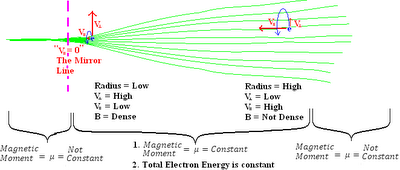 "The Mirror
Line"
e
e
Radius = Low
= High
= Low
B = Dense
Radius = High
= Low
= High
B = Not Dense
Magnetic Moment = μ = Not Constant
1. Magnetic Moment = μ = Constant
2. Total Electron Energy is constant
Magnetic Moment = μ = Not Constant